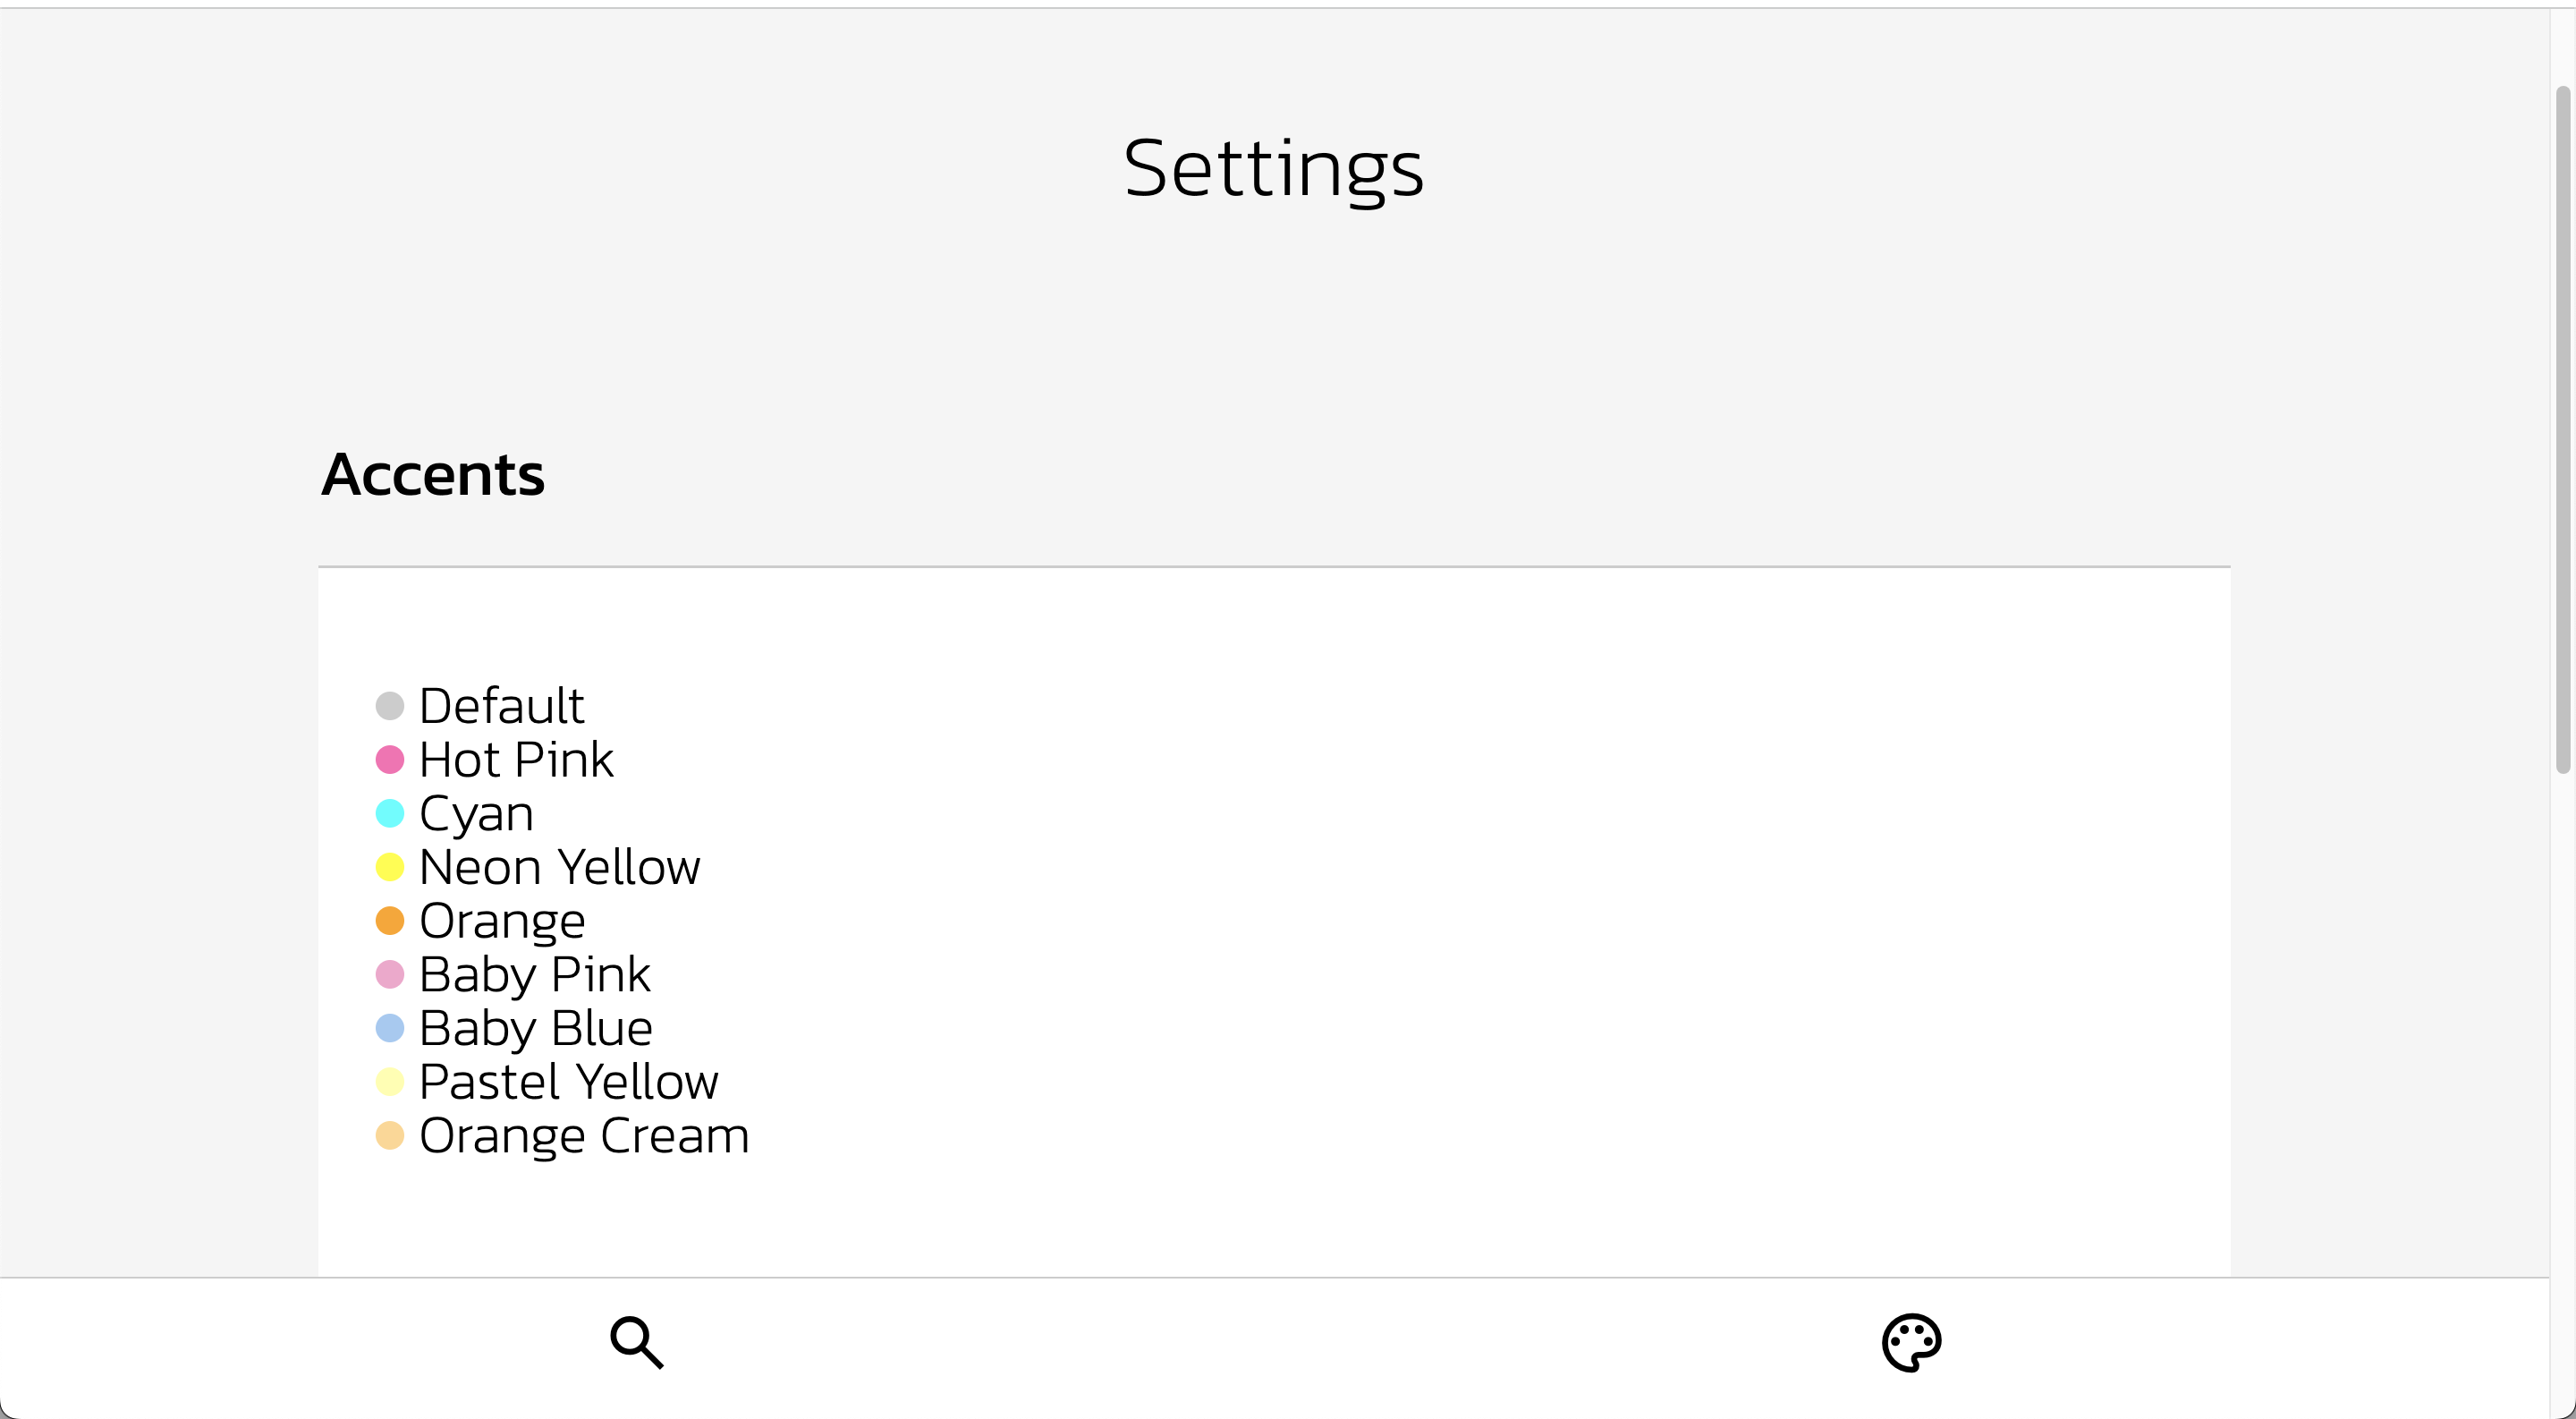 Settings
Accents
Default
Hot Pink
Cyan
Neon Yellow
Orange
Baby Pink
Baby Blue
Pastel Yellow
Orange Cream